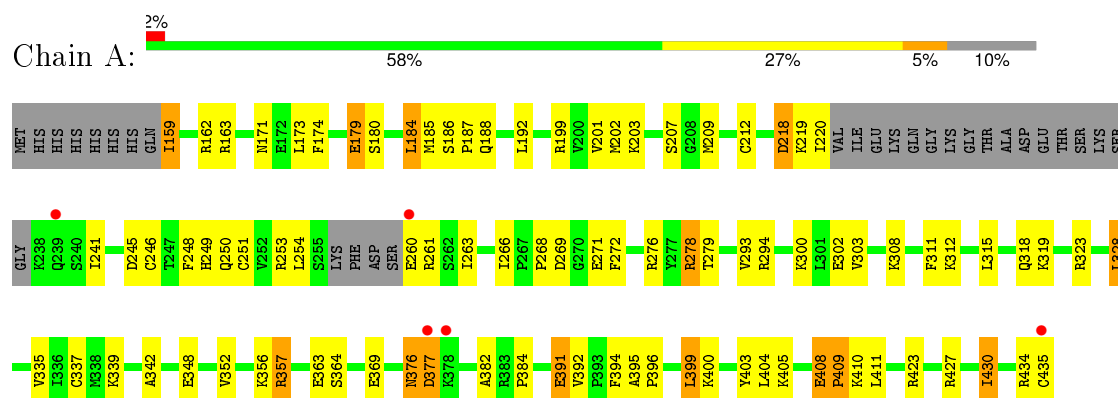 2%
Chain A:
58% 27% 5% 10%
MET HIS HIS HIS HIS HIS HIS GLN I159 R162 R163 N171 E172 L173 F174 E179 S180 L184 M185 S186 P187 Q188 L192 R199 V200 V201 M202 K203 S207 G208 M209 C212 D218 K219 I220 VAL ILE GLU LYS GLN GLY LYS GLY THR ALA ASP GLU THR SER LYS SER
GLY K238 Q239 S240 I241 D245 C246 T247 F248 H249 Q250 C251 V252 R253 L254 S255 LYS PHE ASP SER E260 R261 S262 I263 I266 P267 P268 D269 G270 E271 F272 R276 Y277 R278 T279 V293 R294 K300 L301 E302 V303 K308 F311 K312 L315 Q318 K319 R323 L328
V335 I336 C337 M338 K339 A342 E348 V352 K356 R357 E363 S364 E369 N376 D377 K378 A382 R383 P384 E391 V392 P393 F394 A395 P396 L399 K400 Y403 L404 K405 E408 P409 K410 L411 R423 R427 I430 R434 C435